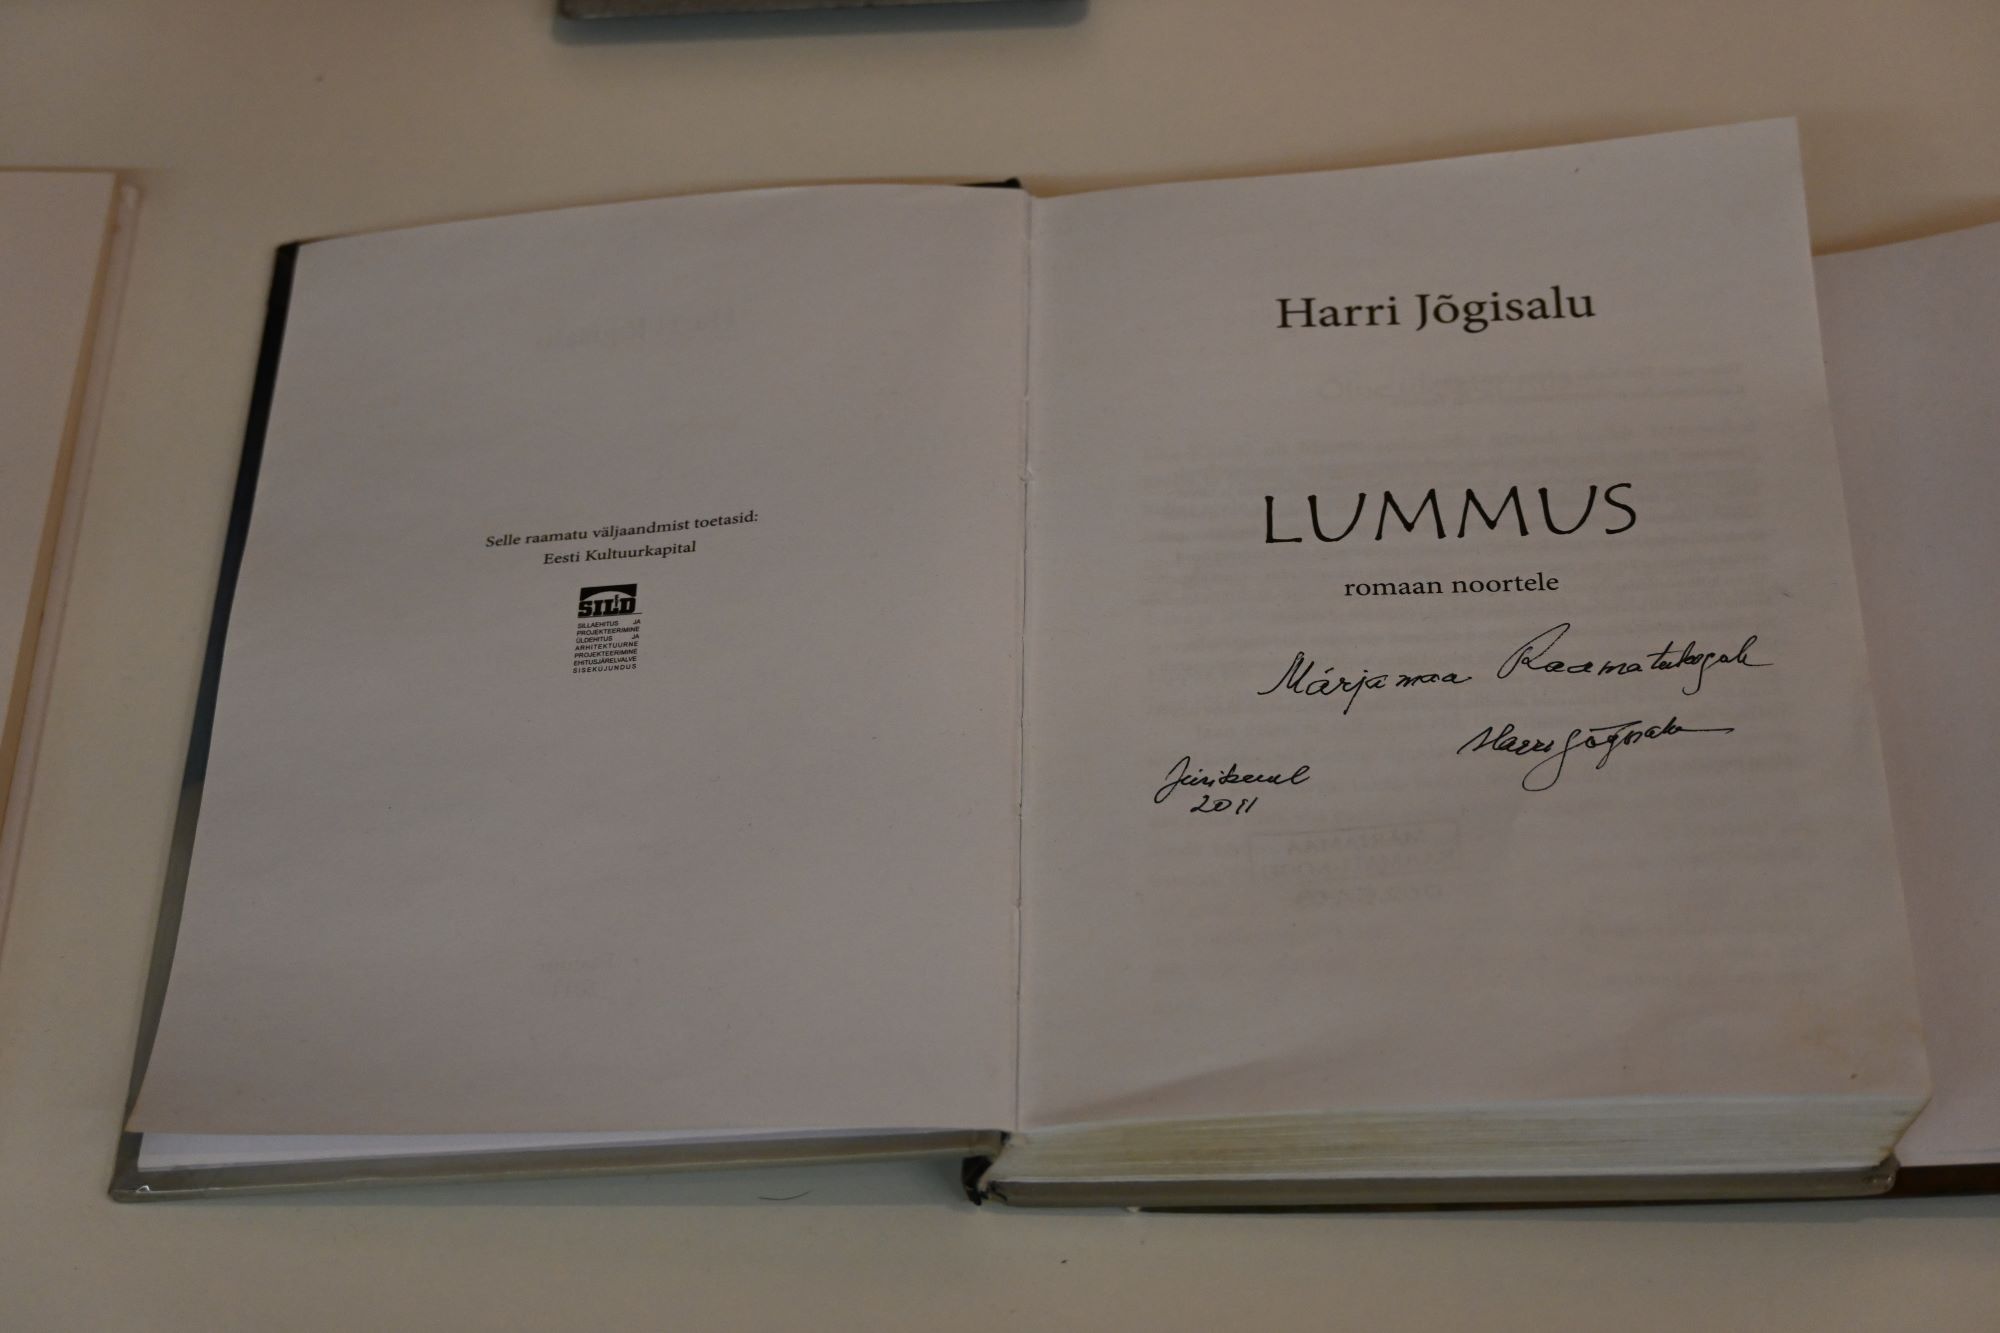 Selle raamatu väljaandmist toetasid:
Eesti Kultuurkapital
SILD
SILLAEHITUS JA
PROJEKTEERIMINE
ÜLDEHITUS JA
ARHITEKTUURNE
PROJEKTEERIMINE
EHITUSJÄRELVALVE
SISEKUJUNDUS
Harri Jõgisalu
LUMMUS
romaan noortele
Märjamaa Raamatukogule
Harri Jõgisalu
Jürikuul
2011